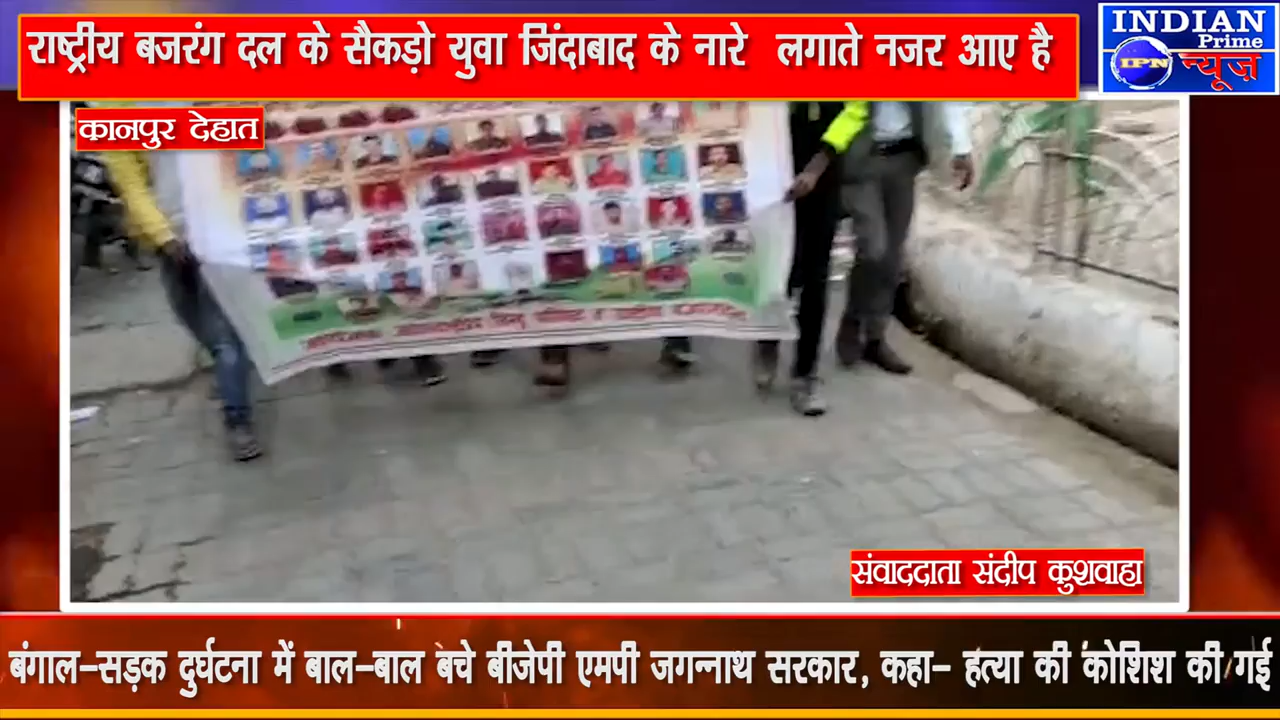 राष्ट्रीय बजरंग दल के सैकड़ो युवा जिंदाबाद के नारे लगाते नजर आए है
INDIAN
Prime
IPN न्यूज़
कानपुर देहात
संवाददाता संदीप कुशवाहा
बंगाल-सड़क दुर्घटना में बाल-बाल बचे बीजेपी एमपी जगन्नाथ सरकार, कहा- हत्या की कोशिश की गई